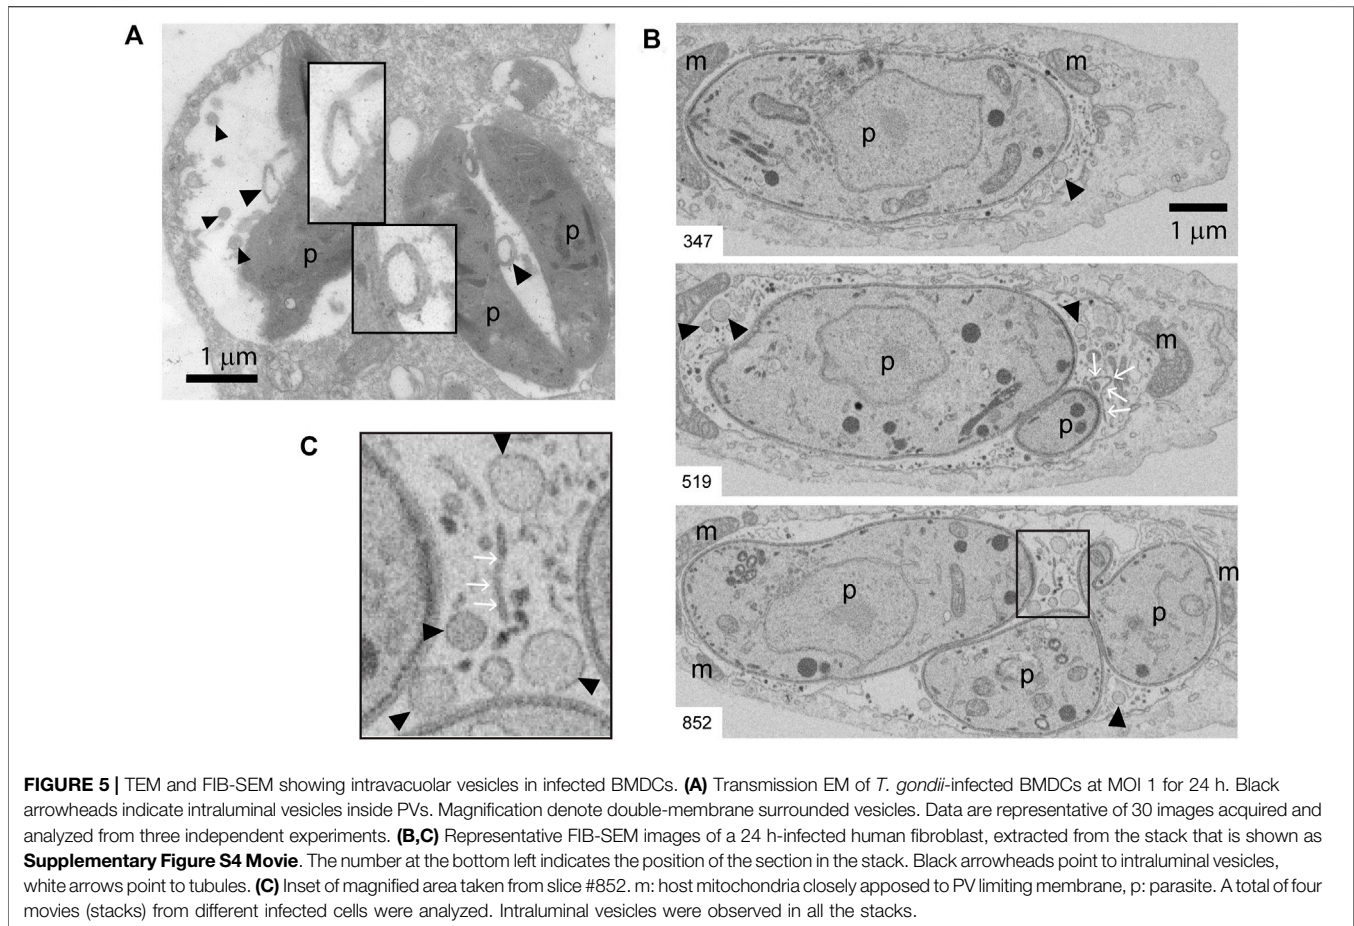 A
p
p
p
1 μm
B
m
m
p
347
1 μm
m
p
p
519
m
m
p
p
m
p
852
C
FIGURE 5 | TEM and FIB-SEM showing intravacuolar vesicles in infected BMDCs. (A) Transmission EM of T. gondii-infected BMDCs at MOI 1 for 24 h. Black
arrowheads indicate intraluminal vesicles inside PVs. Magnification denote double-membrane surrounded vesicles. Data are representative of 30 images acquired and
analyzed from three independent experiments. (B,C) Representative FIB-SEM images of a 24 h-infected human fibroblast, extracted from the stack that is shown as
Supplementary Figure S4 Movie. The number at the bottom left indicates the position of the section in the stack. Black arrowheads point to intraluminal vesicles,
white arrows point to tubules. (C) Inset of magnified area taken from slice #852. m: host mitochondria closely apposed to PV limiting membrane, p: parasite. A total of four
movies (stacks) from different infected cells were analyzed. Intraluminal vesicles were observed in all the stacks.